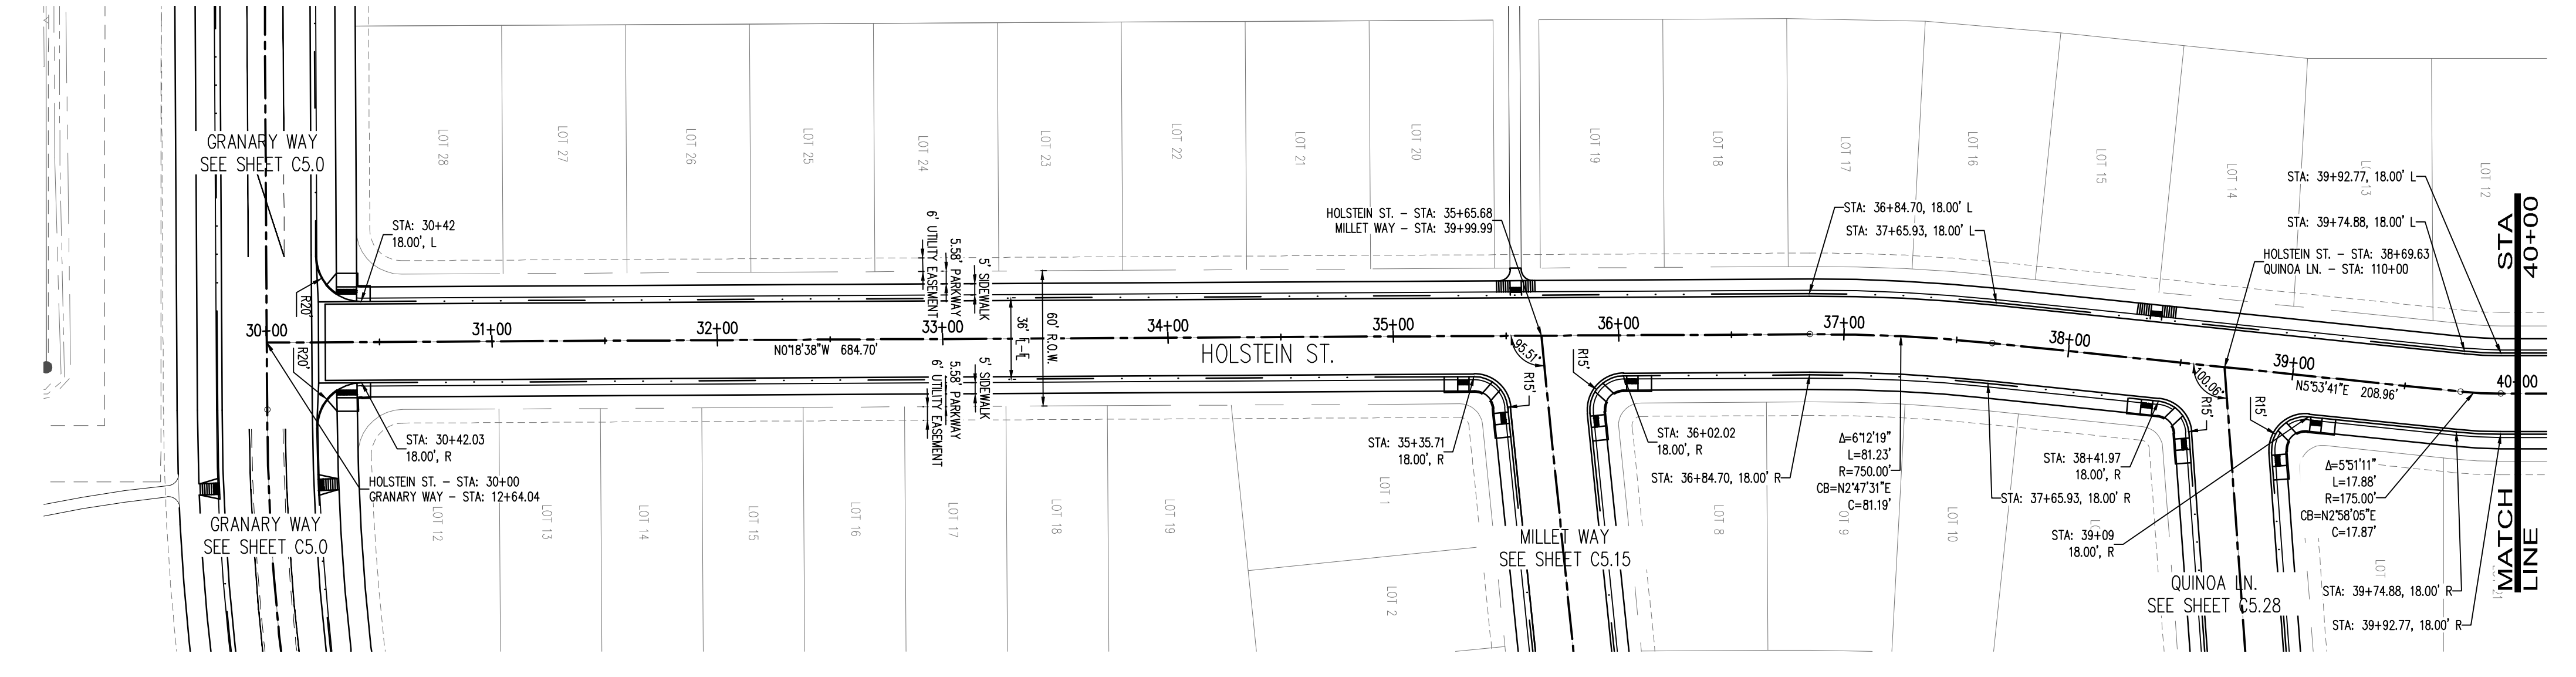 GRANARY WAY
SEE SHEET C5.0
LOT 28
LOT 27
LOT 26
LOT 25
LOT 24
LOT 23
LOT 22
LOT 21
LOT 20
LOT 19
LOT 18
LOT 17
LOT 16
LOT 15
LOT 14
LOT 13
LOT 12
STA: 30+42
18.00', L
6' UTILITY EASEMENT
5.58' PARKWAY
5' SIDEWALK
HOLSTEIN ST. – STA: 35+65.68
MILLET WAY – STA: 39+99.99
STA: 36+84.70, 18.00' L
STA: 37+65.93, 18.00' L
STA: 39+92.77, 18.00' L
STA: 39+74.88, 18.00' L
HOLSTEIN ST. – STA: 38+69.63
QUINOA LN. – STA: 110+00
STA
40+00
R20'
30+00
31+00
32+00
33+00
34+00
35+00
36+00
37+00
38+00
39+00
40+00
36'
60' R.O.W.
N0°18'38"W 684.70'
HOLSTEIN ST.
95.51°
R15'
R15'
100.06°
R15'
R15'
N5°53'41"E 208.96'
R20'
6' UTILITY EASEMENT
5.58' PARKWAY
5' SIDEWALK
STA: 30+42.03
18.00', R
HOLSTEIN ST. – STA: 30+00
GRANARY WAY – STA: 12+64.04
STA: 35+35.71
18.00', R
STA: 36+02.02
18.00', R
STA: 36+84.70, 18.00' R
Δ=6°12'19"
L=81.23'
R=750.00'
CB=N2°47'31"E
C=81.19'
STA: 38+41.97
18.00', R
STA: 37+65.93, 18.00' R
STA: 39+09
18.00', R
Δ=5°51'11"
L=17.88'
R=175.00'
CB=N2°58'05"E
C=17.87'
STA: 39+74.88, 18.00' R
STA: 39+92.77, 18.00' R
MATCH
LINE
GRANARY WAY
SEE SHEET C5.0
LOT 12
LOT 13
LOT 14
LOT 15
LOT 16
LOT 17
LOT 18
LOT 19
LOT 1
LOT 2
MILLET WAY
SEE SHEET C5.15
LOT 8
OT 9
LOT 10
QUINOA LN.
SEE SHEET C5.28
LOT